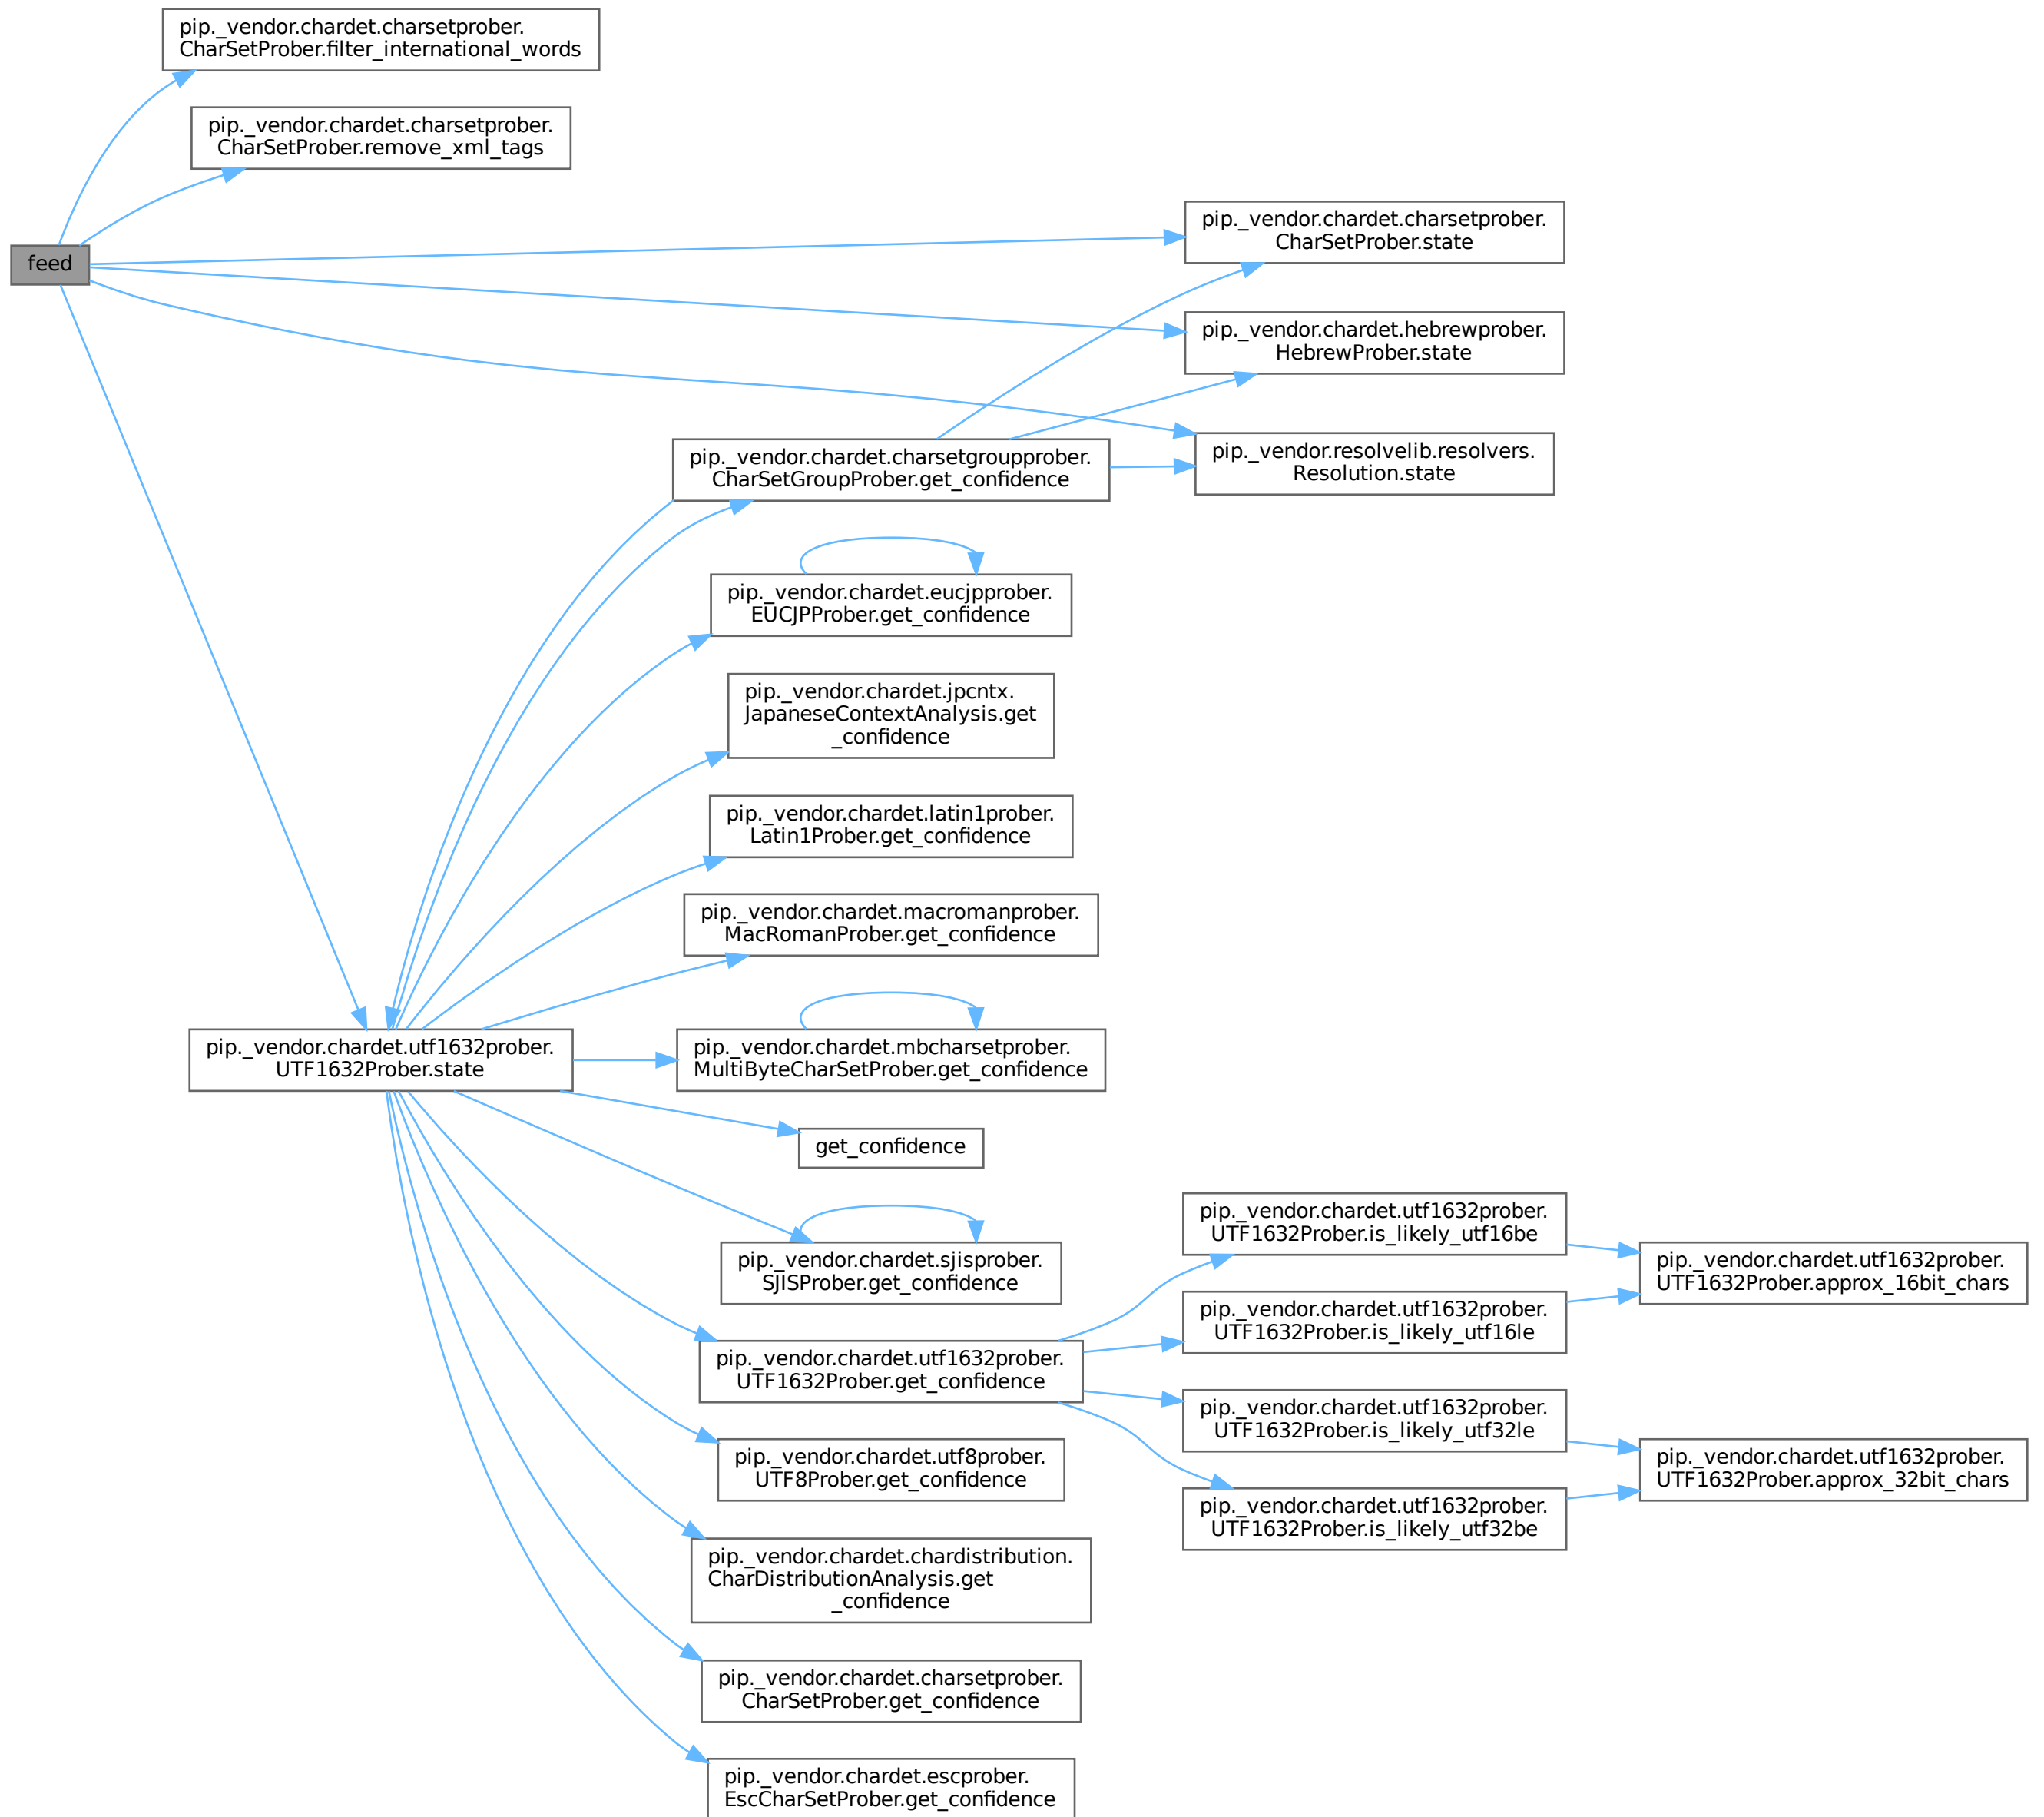 pip._vendor.chardet.charsetprober.
CharSetProber.filter_international_words
pip._vendor.chardet.charsetprober.
CharSetProber.remove_xml_tags
feed
pip._vendor.chardet.charsetprober.
CharSetProber.state
pip._vendor.chardet.hebrewprober.
HebrewProber.state
pip._vendor.resolvelib.resolvers.
Resolution.state
pip._vendor.chardet.charsetgroupprober.
CharSetGroupProber.get_confidence
pip._vendor.chardet.eucjpprober.
EUCJPProber.get_confidence
pip._vendor.chardet.jpcntx.
JapaneseContextAnalysis.get
_confidence
pip._vendor.chardet.latin1prober.
Latin1Prober.get_confidence
pip._vendor.chardet.macromanprober.
MacRomanProber.get_confidence
pip._vendor.chardet.utf1632prober.
UTF1632Prober.state
pip._vendor.chardet.mbcharsetprober.
MultiByteCharSetProber.get_confidence
get_confidence
pip._vendor.chardet.sjisprober.
SJISProber.get_confidence
pip._vendor.chardet.utf1632prober.
UTF1632Prober.is_likely_utf16be
pip._vendor.chardet.utf1632prober.
UTF1632Prober.approx_16bit_chars
pip._vendor.chardet.utf1632prober.
UTF1632Prober.is_likely_utf16le
pip._vendor.chardet.utf1632prober.
UTF1632Prober.get_confidence
pip._vendor.chardet.utf1632prober.
UTF1632Prober.is_likely_utf32le
pip._vendor.chardet.utf1632prober.
UTF1632Prober.approx_32bit_chars
pip._vendor.chardet.utf8prober.
UTF8Prober.get_confidence
pip._vendor.chardet.utf1632prober.
UTF1632Prober.is_likely_utf32be
pip._vendor.chardet.chardistribution.
CharDistributionAnalysis.get
_confidence
pip._vendor.chardet.charsetprober.
CharSetProber.get_confidence
pip._vendor.chardet.escprober.
EscCharSetProber.get_confidence